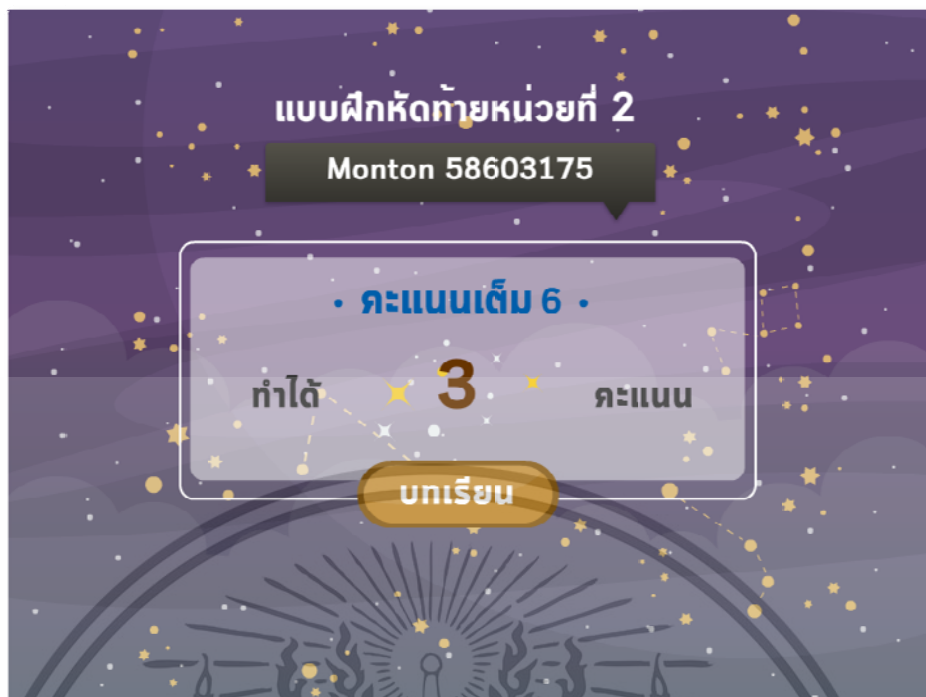 แบบฝึกหัดท้ายหน่วยที่ 2
Monton 58603175
• คะแนนเต็ม 6 •
ทำได้ 3 คะแนน
บทเรียน